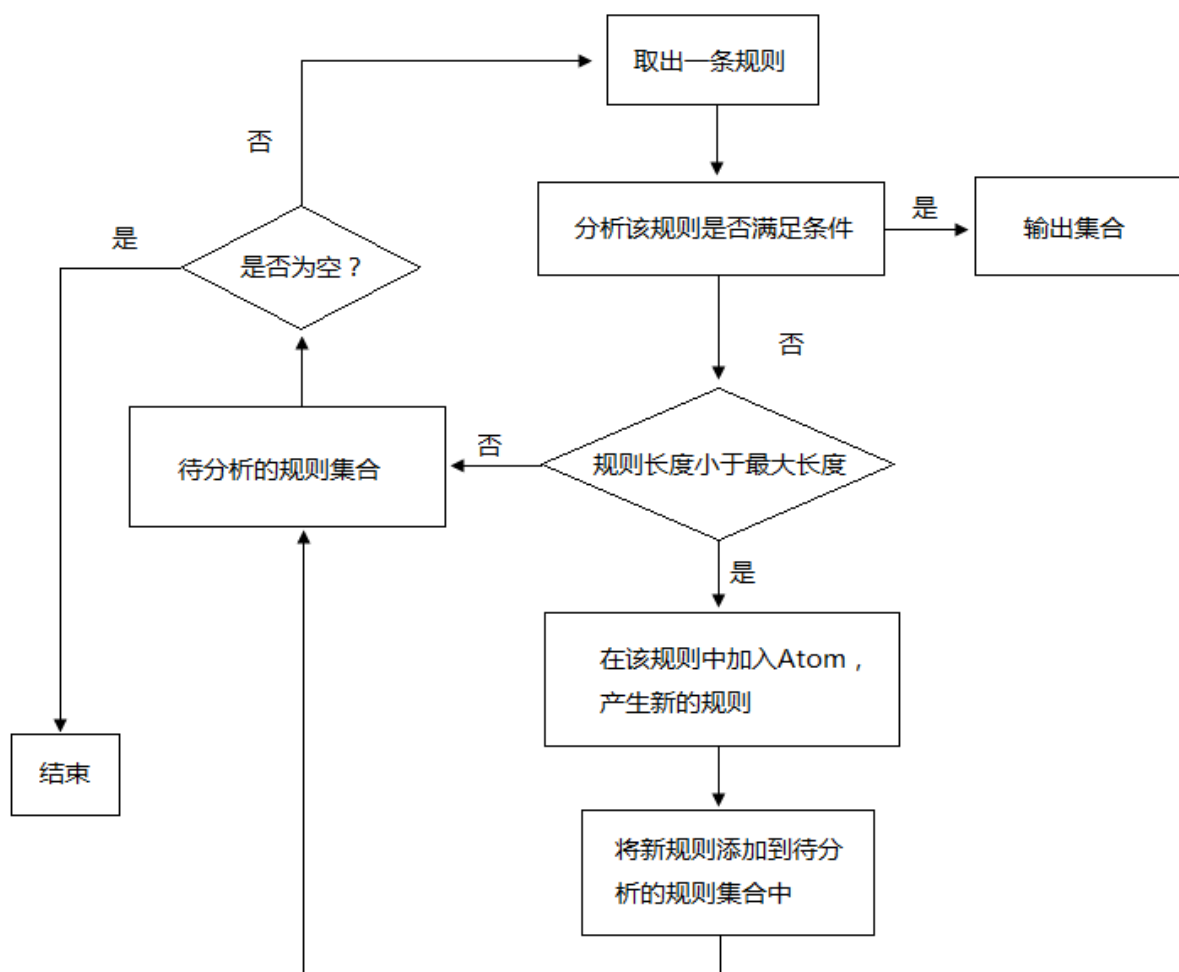 取出一条规则
否
分析该规则是否满足条件
是
输出集合
是
是否为空？
否
待分析的规则集合
否
规则长度小于最大长度
是
在该规则中加入Atom，
产生新的规则
结束
将新规则添加到待分
析的规则集合中